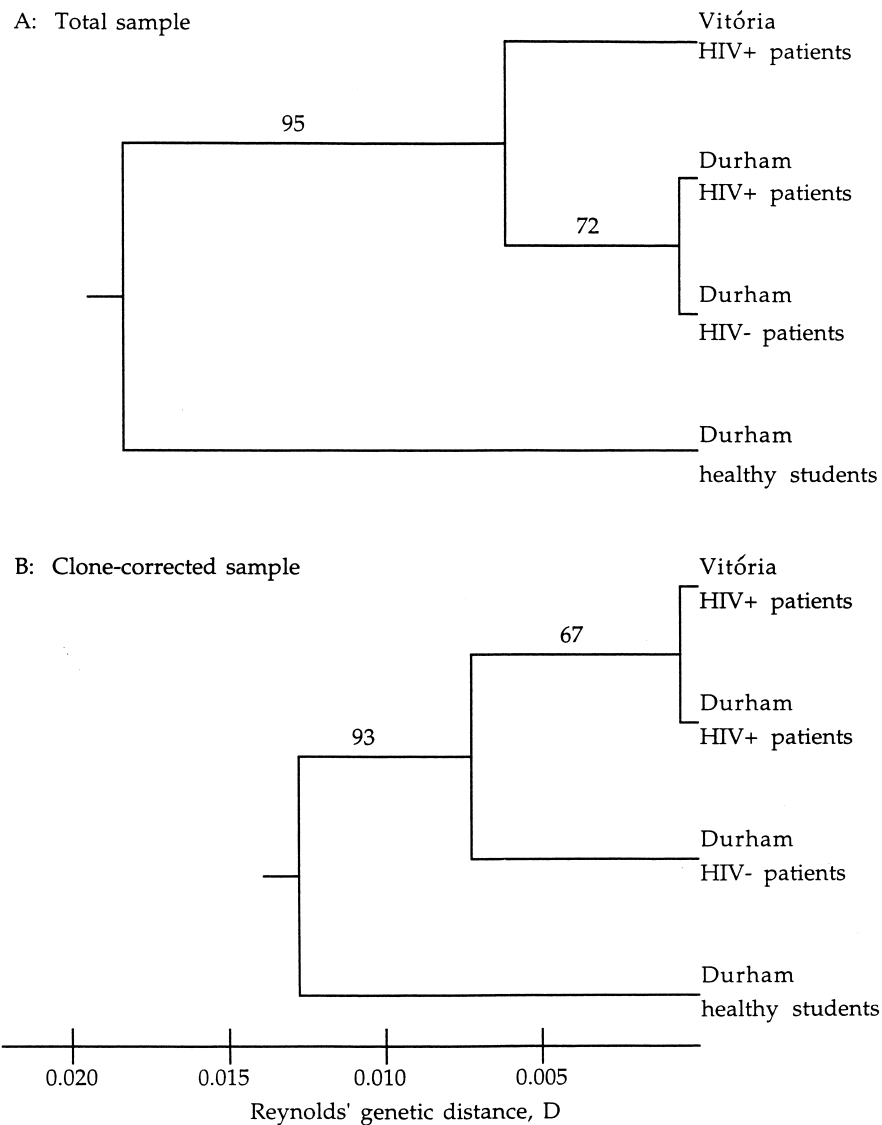 A: Total sample
Vitória
HIV+ patients
95
Durham
HIV+ patients
72
Durham
HIV- patients
Durham
healthy students
B: Clone-corrected sample
Vitória
HIV+ patients
67
Durham
HIV+ patients
93
Durham
HIV- patients
Durham
healthy students
0.020 0.015 0.010 0.005
Reynolds' genetic distance, D